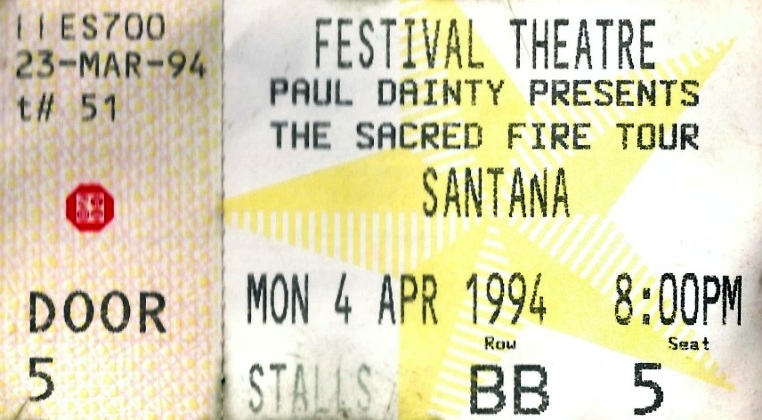 IIES700
23-MAR-94
t# 51
DOOR
5
FESTIVAL THEATRE
PAUL DAINTY PRESENTS
THE SACRED FIRE TOUR
SANTANA
MON 4 APR 1994 8:00PM
Row Seat
STALLS BB 5